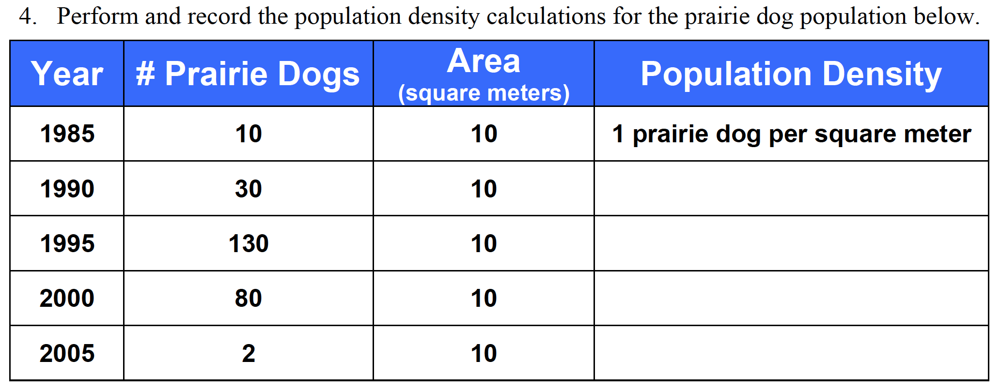 4. Perform and record the population density calculations for the prairie dog population below.
Year # Prairie Dogs Area (square meters) Population Density
1985 10 10 1 prairie dog per square meter
1990 30 10
1995 130 10
2000 80 10
2005 2 10